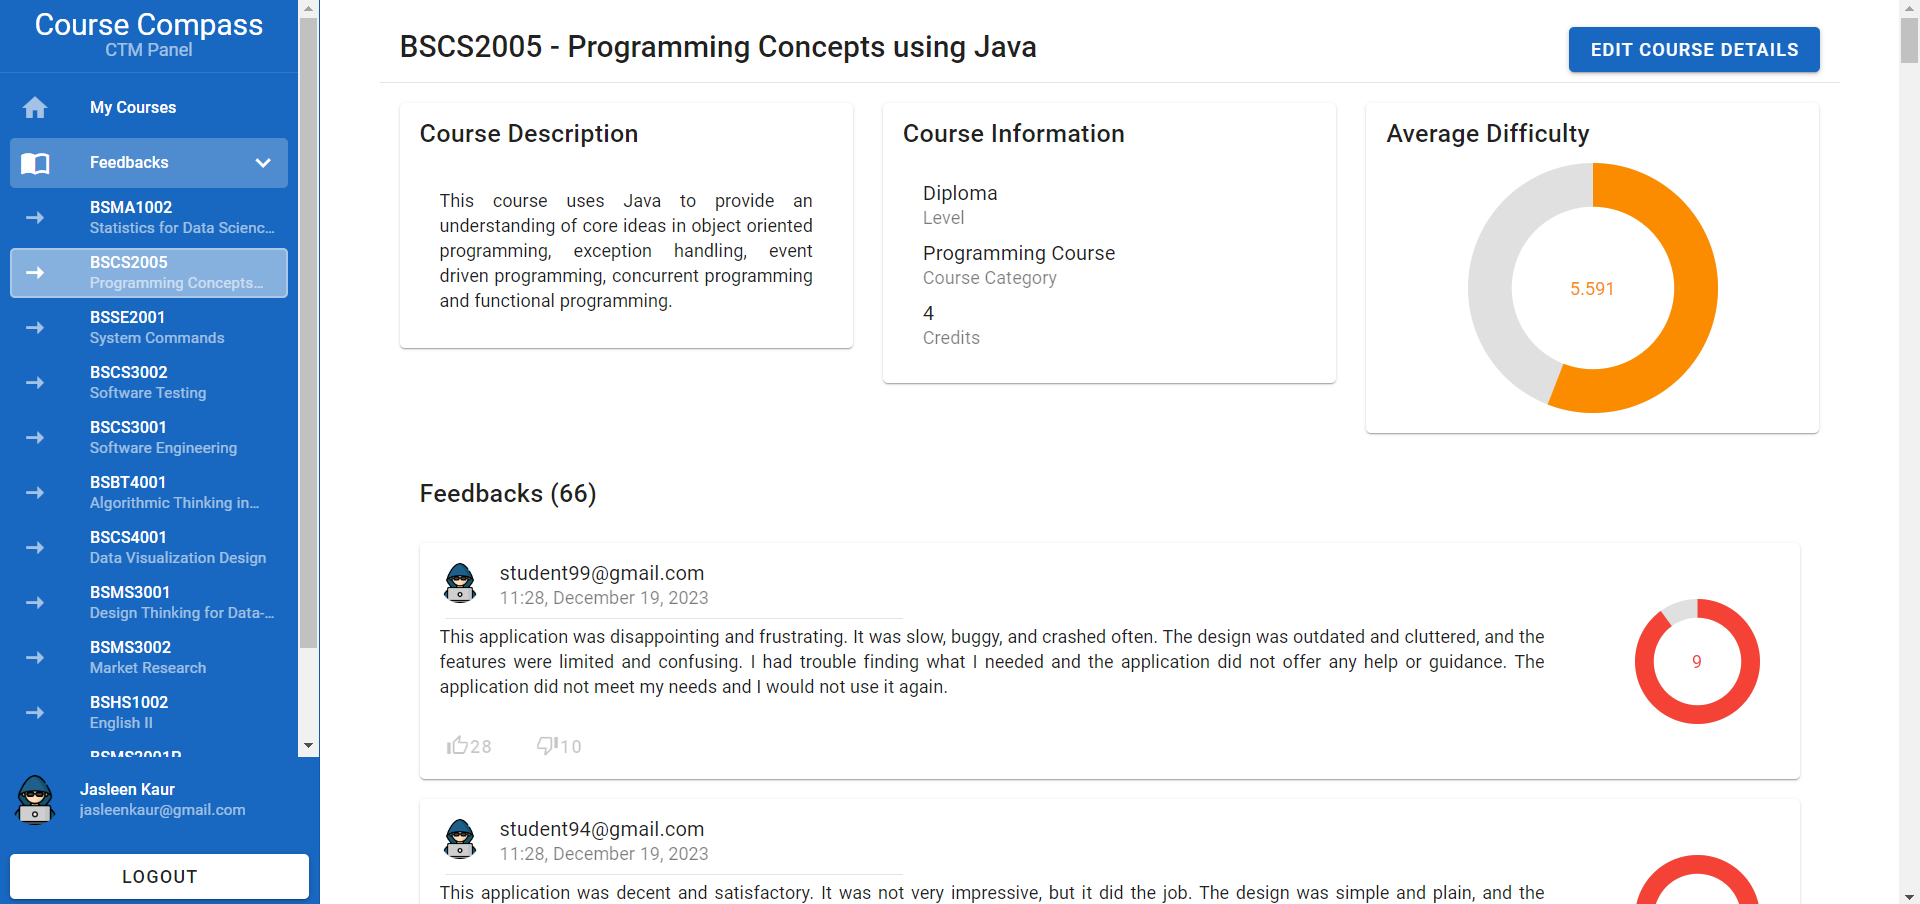 Course Compass
CTM Panel
My Courses
Feedbacks
BSMA1002
Statistics for Data Scienc...
BSCS2005
Programming Concepts...
BSSE2001
System Commands
BSCS3002
Software Testing
BSCS3001
Software Engineering
BSBT4001
Algorithmic Thinking in...
BSCS4001
Data Visualization Design
BSMS3001
Design Thinking for Data-...
BSMS3002
Market Research
BSHS1002
English II
Jasleen Kaur
jasleenkaur@gmail.com
LOGOUT
BSCS2005 - Programming Concepts using Java
EDIT COURSE DETAILS
Course Description
This course uses Java to provide an
understanding of core ideas in object oriented
programming, exception handling, event
driven programming, concurrent programming
and functional programming.
Course Information
Diploma
Level
Programming Course
Course Category
4
Credits
Average Difficulty
5.591
Feedbacks (66)
student99@gmail.com
11:28, December 19, 2023
This application was disappointing and frustrating. It was slow, buggy, and crashed often. The design was outdated and cluttered, and the
features were limited and confusing. I had trouble finding what I needed and the application did not offer any help or guidance. The
application did not meet my needs and I would not use it again.
9
28
10
student94@gmail.com
11:28, December 19, 2023
This application was decent and satisfactory. It was not very impressive, but it did the job. The design was simple and plain, and the